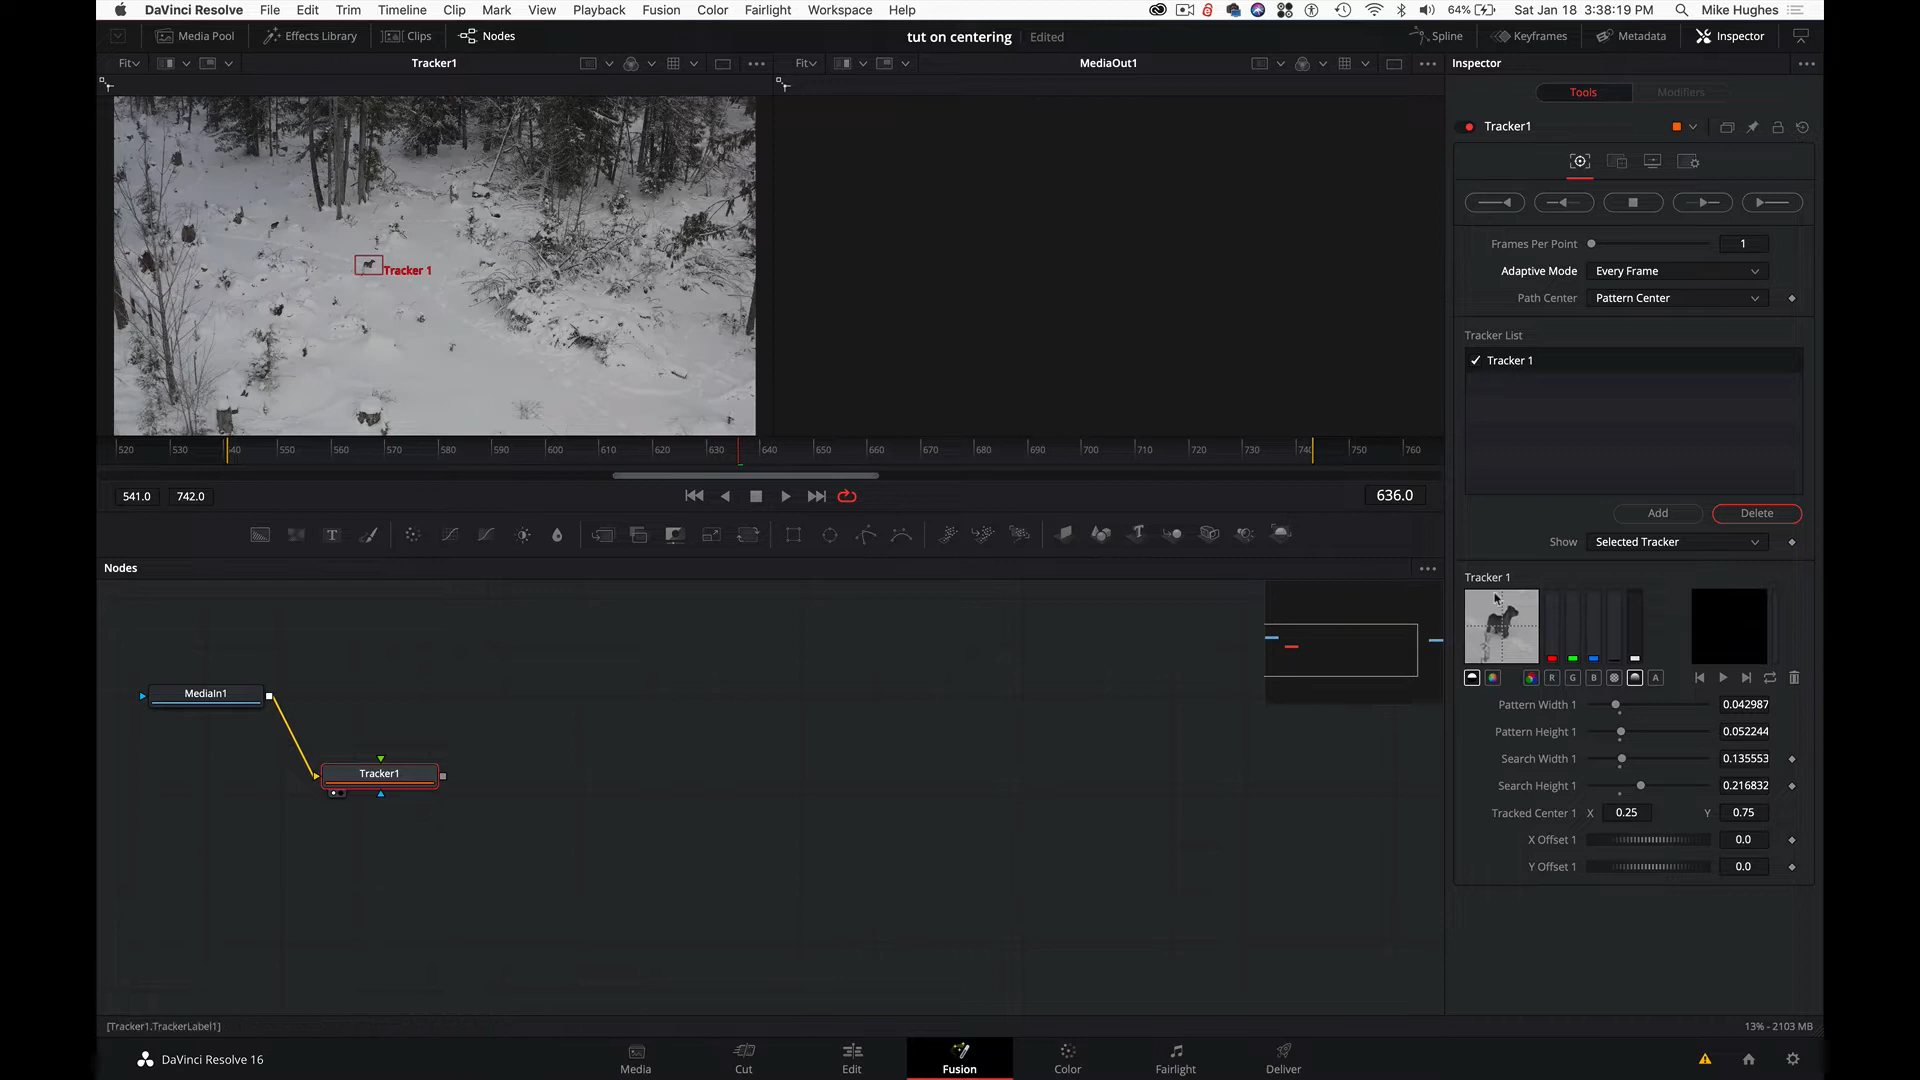 DaVinci Resolve File Edit Trim Timeline Clip Mark View Playback Fusion Color Fairlight Workspace Help 64% Sat Jan 18 3:38:19 PM Mike Hughes
Media Pool Effects Library Clips Nodes tut on centering Edited Spline Keyframes Metadata Inspector
Fit Tracker1 Fit MediaOut1 Inspector
Tools Modifiers
Tracker1
Frames Per Point 1
Adaptive Mode Every Frame
Path Center Pattern Center
Tracker 1
Tracker List
Tracker 1
520 530 540 550 560 570 580 590 600 610 620 630 640 650 660 670 680 690 700 710 720 730 740 750 760
541.0 742.0 636.0
Add Delete
Show Selected Tracker
Nodes
Tracker 1
R G B A
MediaIn1
Tracker1
Pattern Width 1 0.042987
Pattern Height 1 0.052244
Search Width 1 0.135553
Search Height 1 0.216832
Tracked Center 1 X 0.25 Y 0.75
X Offset 1 0.0
Y Offset 1 0.0
[Tracker1.TrackerLabel1] 13% - 2103 MB
DaVinci Resolve 16 Media Cut Edit Fusion Color Fairlight Deliver